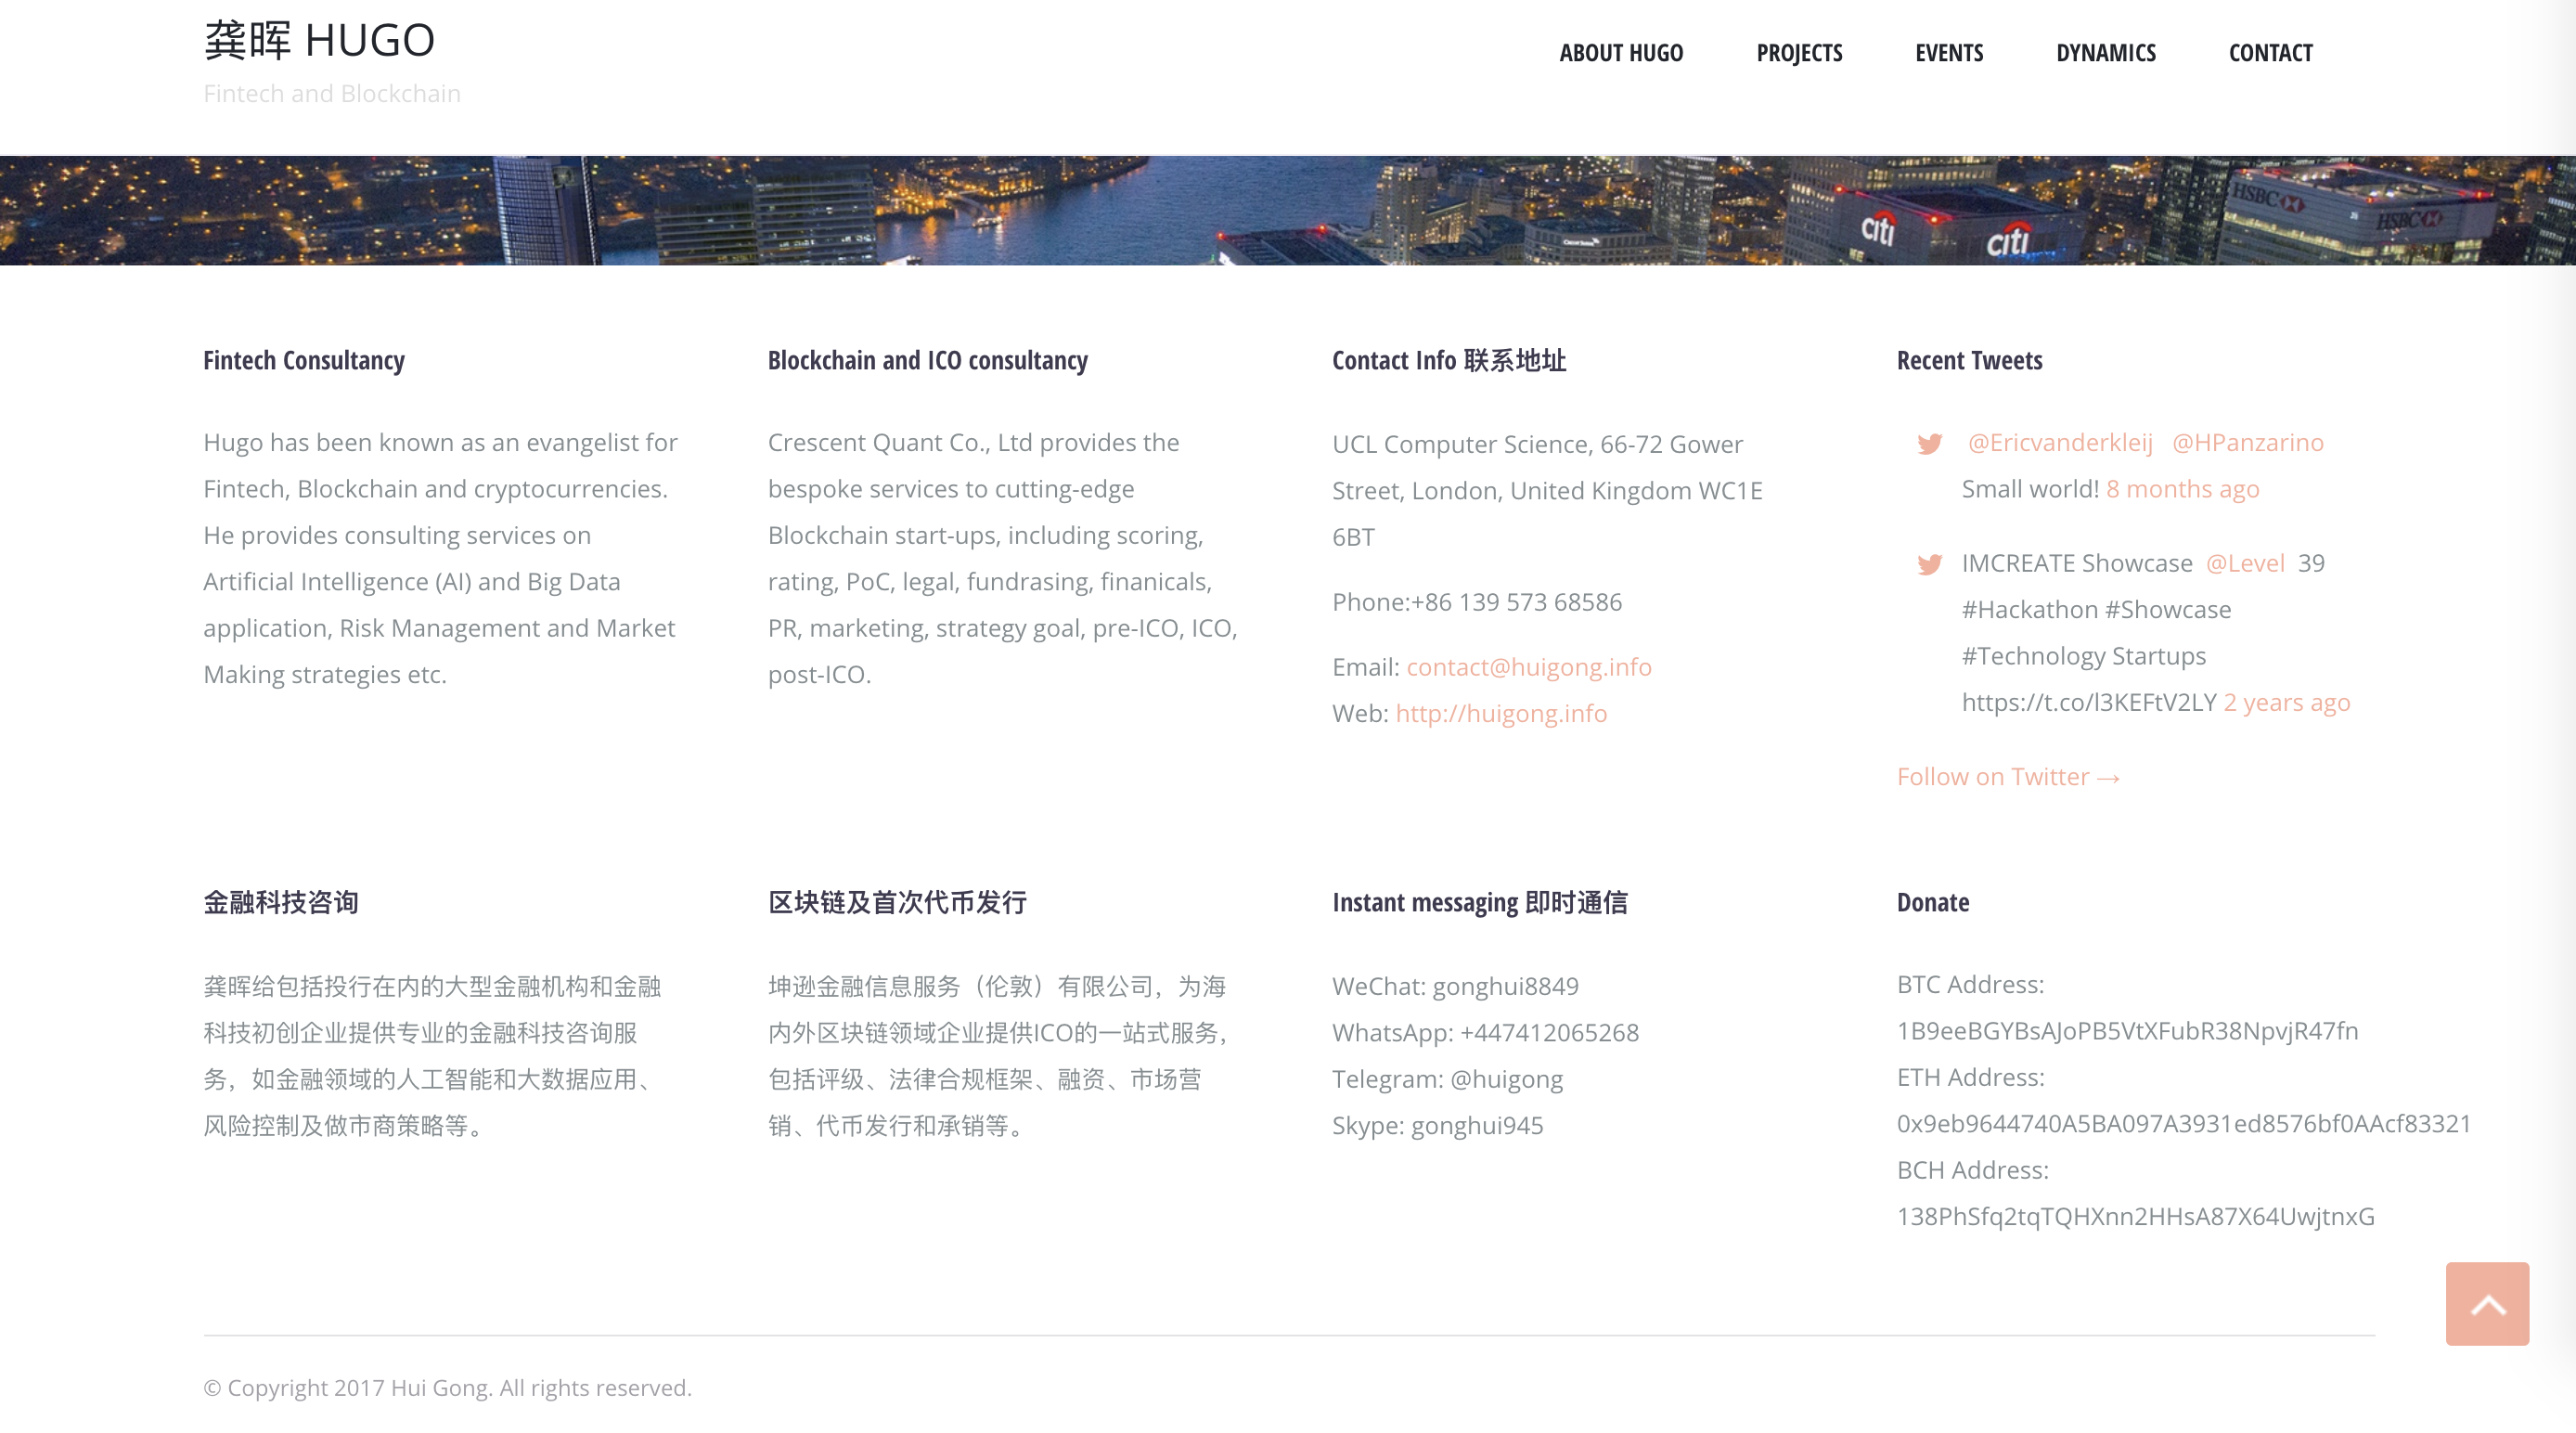 龚晖 HUGO
Fintech and Blockchain
ABOUT HUGO
PROJECTS
EVENTS
DYNAMICS
CONTACT
citi
citi
HSBC
HSBC
Fintech Consultancy
Hugo has been known as an evangelist for
Fintech, Blockchain and cryptocurrencies.
He provides consulting services on
Artificial Intelligence (AI) and Big Data
application, Risk Management and Market
Making strategies etc.
Blockchain and ICO consultancy
Crescent Quant Co., Ltd provides the
bespoke services to cutting-edge
Blockchain start-ups, including scoring,
rating, PoC, legal, fundrasing, finanicals,
PR, marketing, strategy goal, pre-ICO, ICO,
post-ICO.
Contact Info 联系地址
UCL Computer Science, 66-72 Gower
Street, London, United Kingdom WC1E
6BT
Phone:+86 139 573 68586
Email: contact@huigong.info
Web: http://huigong.info
Recent Tweets
@Ericvanderkleij @HPanzarino
Small world! 8 months ago
IMCREATE Showcase @Level 39
#Hackathon #Showcase
#Technology Startups
https://t.co/l3KEFtV2LY 2 years ago
Follow on Twitter →
金融科技咨询
龚晖给包括投行在内的大型金融机构和金融
科技初创企业提供专业的金融科技咨询服
务，如金融领域的人工智能和大数据应用、
风险控制及做市商策略等。
区块链及首次代币发行
坤逊金融信息服务（伦敦）有限公司，为海
内外区块链领域企业提供ICO的一站式服务，
包括评级、法律合规框架、融资、市场营
销、代币发行和承销等。
Instant messaging 即时通信
WeChat: gonghui8849
WhatsApp: +447412065268
Telegram: @huigong
Skype: gonghui945
Donate
BTC Address:
1B9eeBGYBsAJoPB5VtXFubR38NpvjR47fn
ETH Address:
0x9eb9644740A5BA097A3931ed8576bf0AAcf83321
BCH Address:
138PhSfq2tqTQHXnn2HHsA87X64UwjtnxG
© Copyright 2017 Hui Gong. All rights reserved.